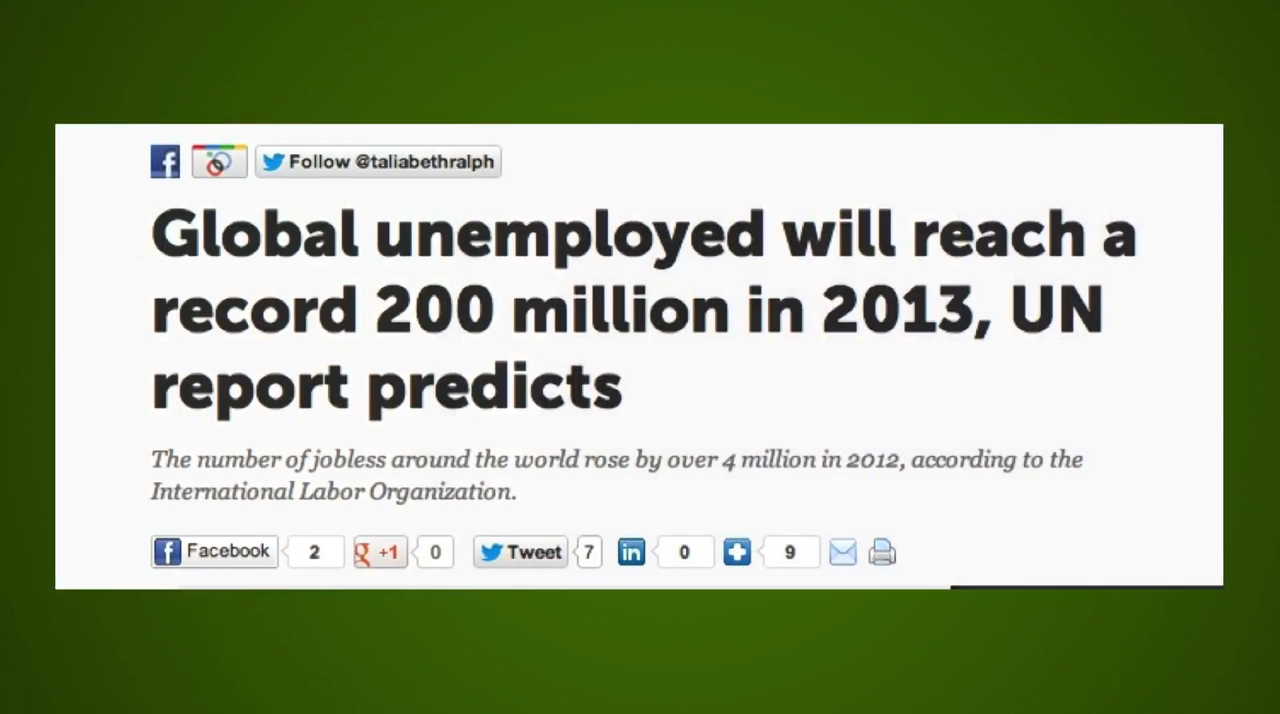 Follow @taliabethralph
Global unemployed will reach a
record 200 million in 2013, UN
report predicts
The number of jobless around the world rose by over 4 million in 2012, according to the
International Labor Organization.
Facebook 2 +1 0 Tweet 7 in 0 9